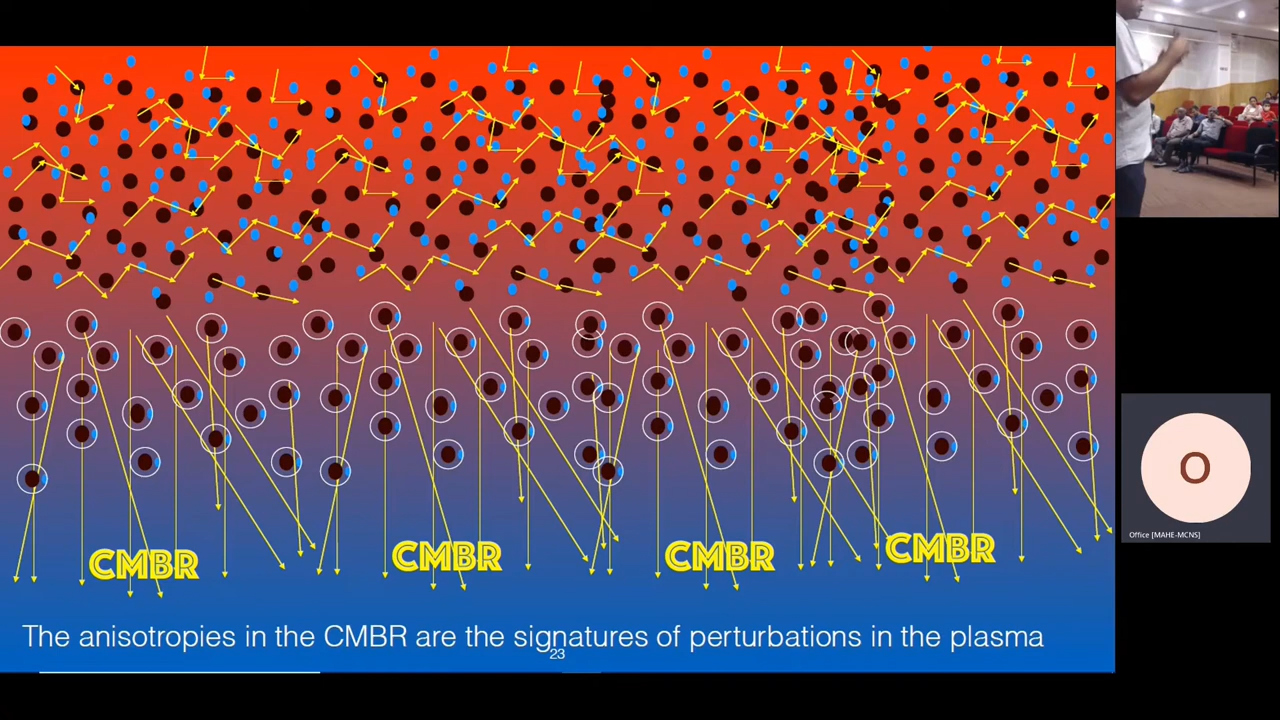 CMBR CMBR CMBR CMBR
The anisotropies in the CMBR are the signatures of perturbations in the plasma
23
O
Office [MAHE-MCNS]